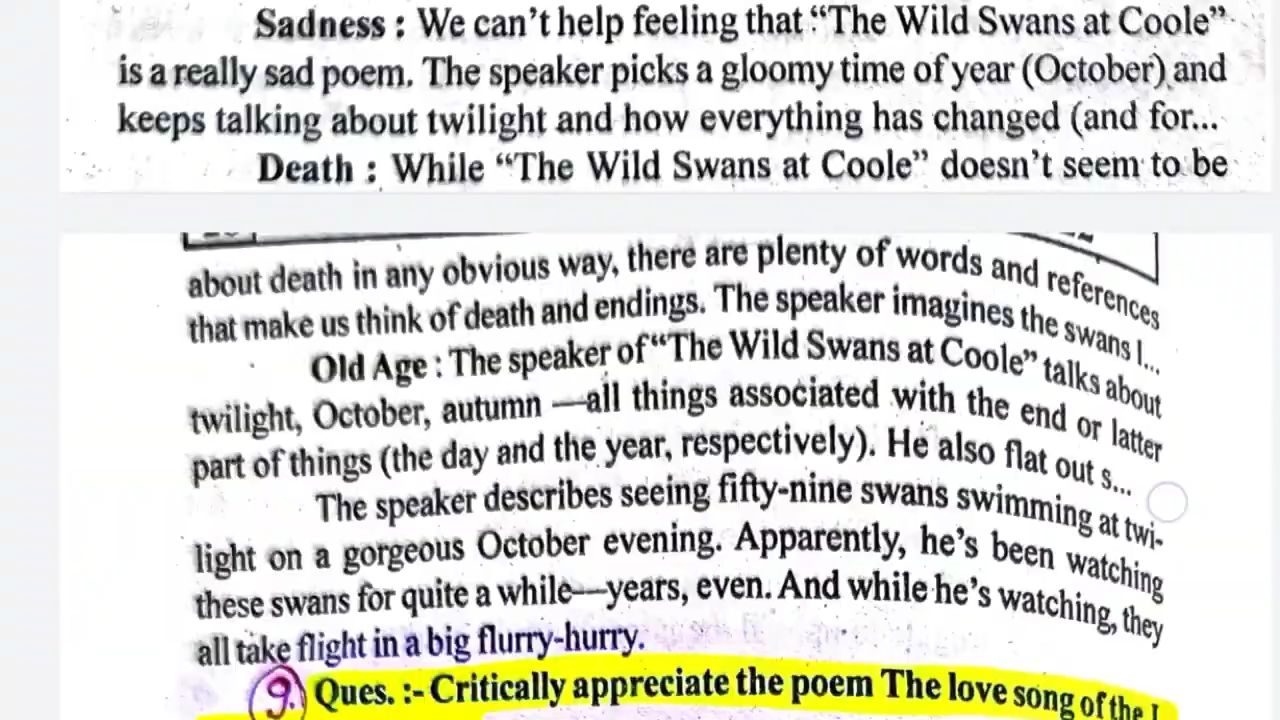 Sadness : We can't help feeling that “The Wild Swans at Coole”
is a really sad poem. The speaker picks a gloomy time of year (October) and
keeps talking about twilight and how everything has changed (and for...
Death : While “The Wild Swans at Coole” doesn't seem to be
about death in any obvious way, there are plenty of words and references
that make us think of death and endings. The speaker imagines the swans l...
Old Age : The speaker of “The Wild Swans at Coole” talks about
twilight, October, autumn —all things associated with the end or latter
part of things (the day and the year, respectively). He also flat out s...
The speaker describes seeing fifty-nine swans swimming at twi-
light on a gorgeous October evening. Apparently, he's been watching
these swans for quite a while—years, even. And while he's watching, they
all take flight in a big flurry-hurry.
9. Ques. :- Critically appreciate the poem The love song of the